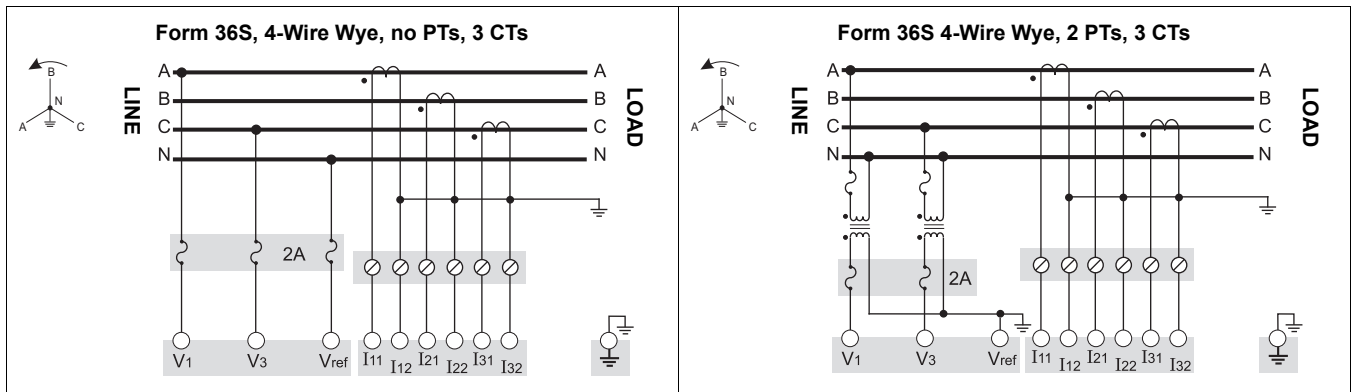 Form 36S, 4-Wire Wye, no PTs, 3 CTs
B
N
A
C
LINE
A
B
C
N
A
B
C
N
LOAD
2A
V1
V3
Vref
I11
I12
I21
I22
I31
I32
Form 36S 4-Wire Wye, 2 PTs, 3 CTs
B
N
A
C
LINE
A
B
C
N
A
B
C
N
LOAD
2A
V1
V3
Vref
I11
I12
I21
I22
I31
I32